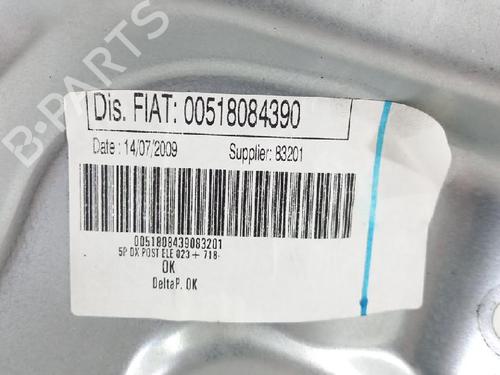 B-PARTS
Dis. FIAT: 00518084390
Date : 14/07/2009 Supplier: 83201
0051808439083201
5P DX POST ELE 023 + 718-
OK
DeltaP. OK